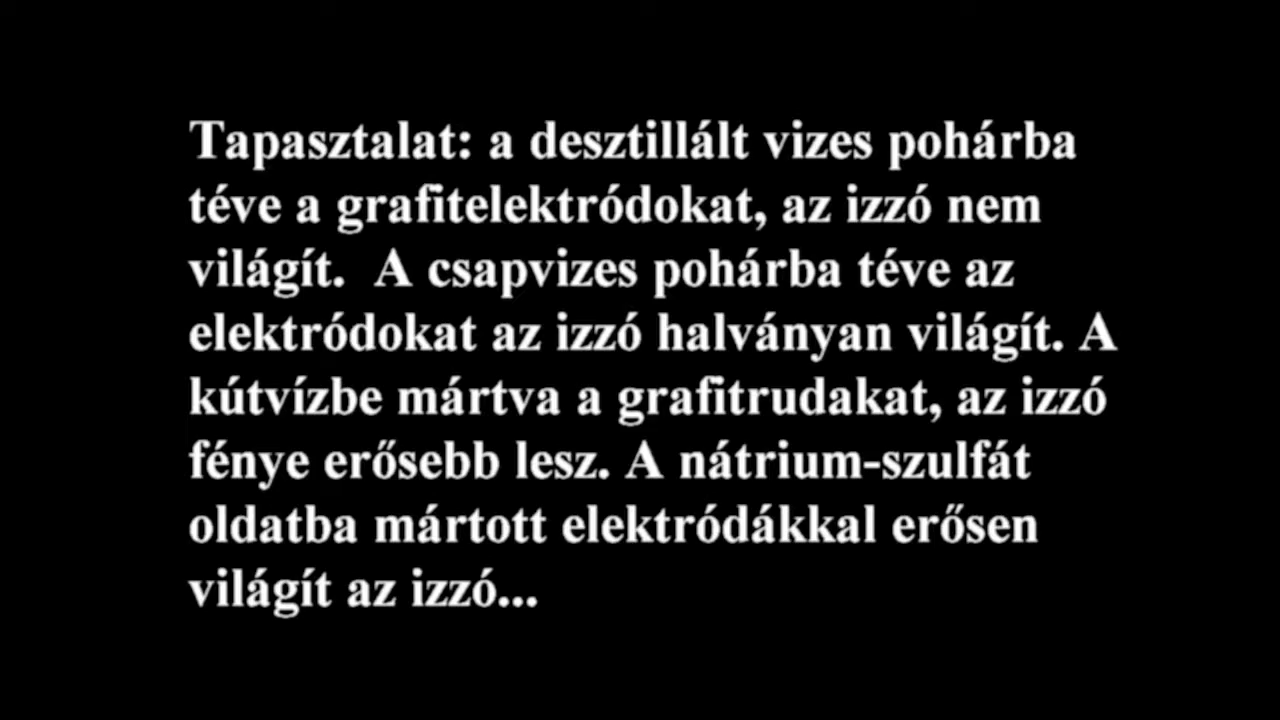 Tapasztalat: a desztillált vizes pohárba
téve a grafitelektródokat, az izzó nem
világít.  A csapvizes pohárba téve az
elektródokat az izzó halványan világít. A
kútvízbe mártva a grafitrudakat, az izzó
fénye erősebb lesz. A nátrium-szulfát
oldatba mártott elektródákkal erősen
világít az izzó...